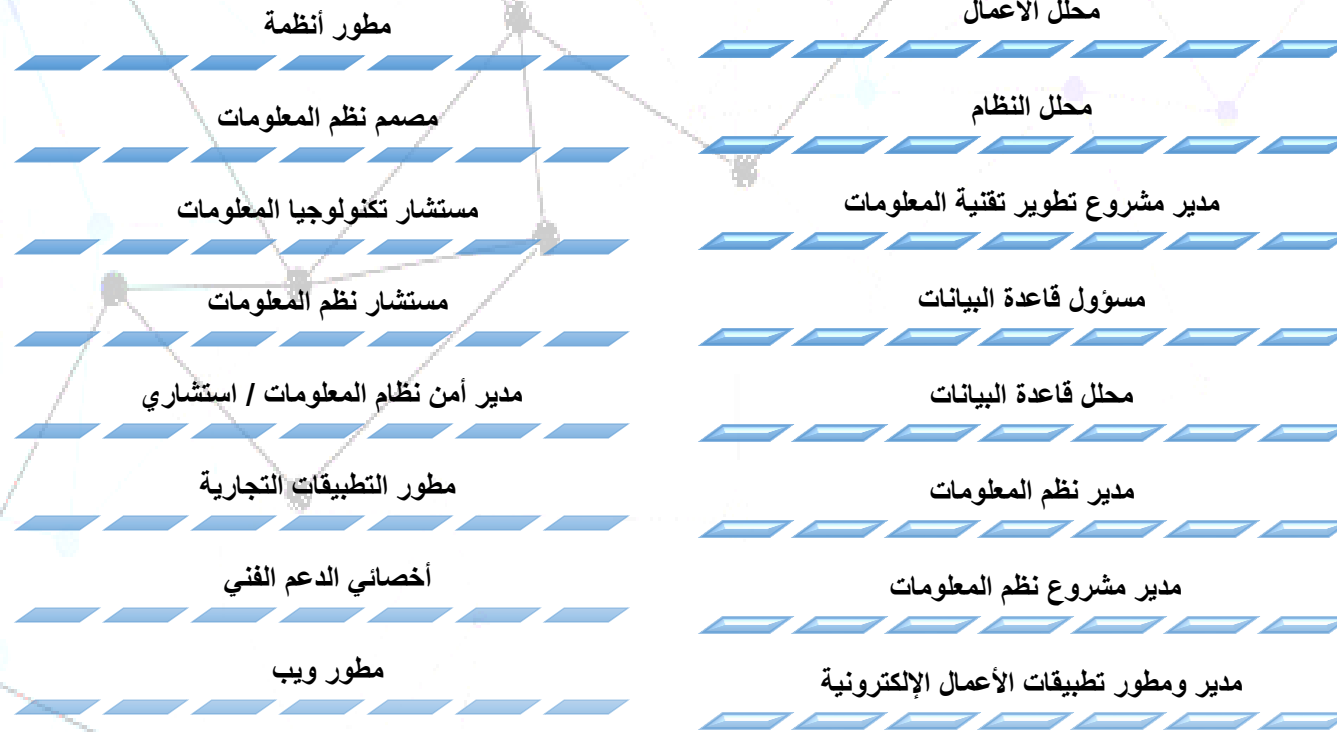 محلل الأعمال
محلل النظام
مدير مشروع تطوير تقنية المعلومات
مسؤول قاعدة البيانات
محلل قاعدة البيانات
مدير نظم المعلومات
مدير مشروع نظم المعلومات
مدير ومطور تطبيقات الأعمال الإلكترونية
مطور أنظمة
مصمم نظم المعلومات
مستشار تكنولوجيا المعلومات
مستشار نظم المعلومات
مدير أمن نظام المعلومات / استشاري
مطور التطبيقات التجارية
أخصائي الدعم الفني
مطور ويب